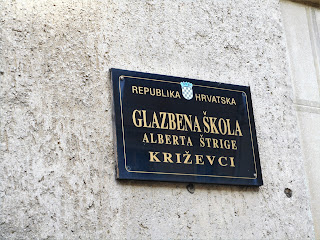 REPUBLIKA HRVATSKA
GLAZBENA ŠKOLA
ALBERTA ŠTRIGE
KRIŽEVCI